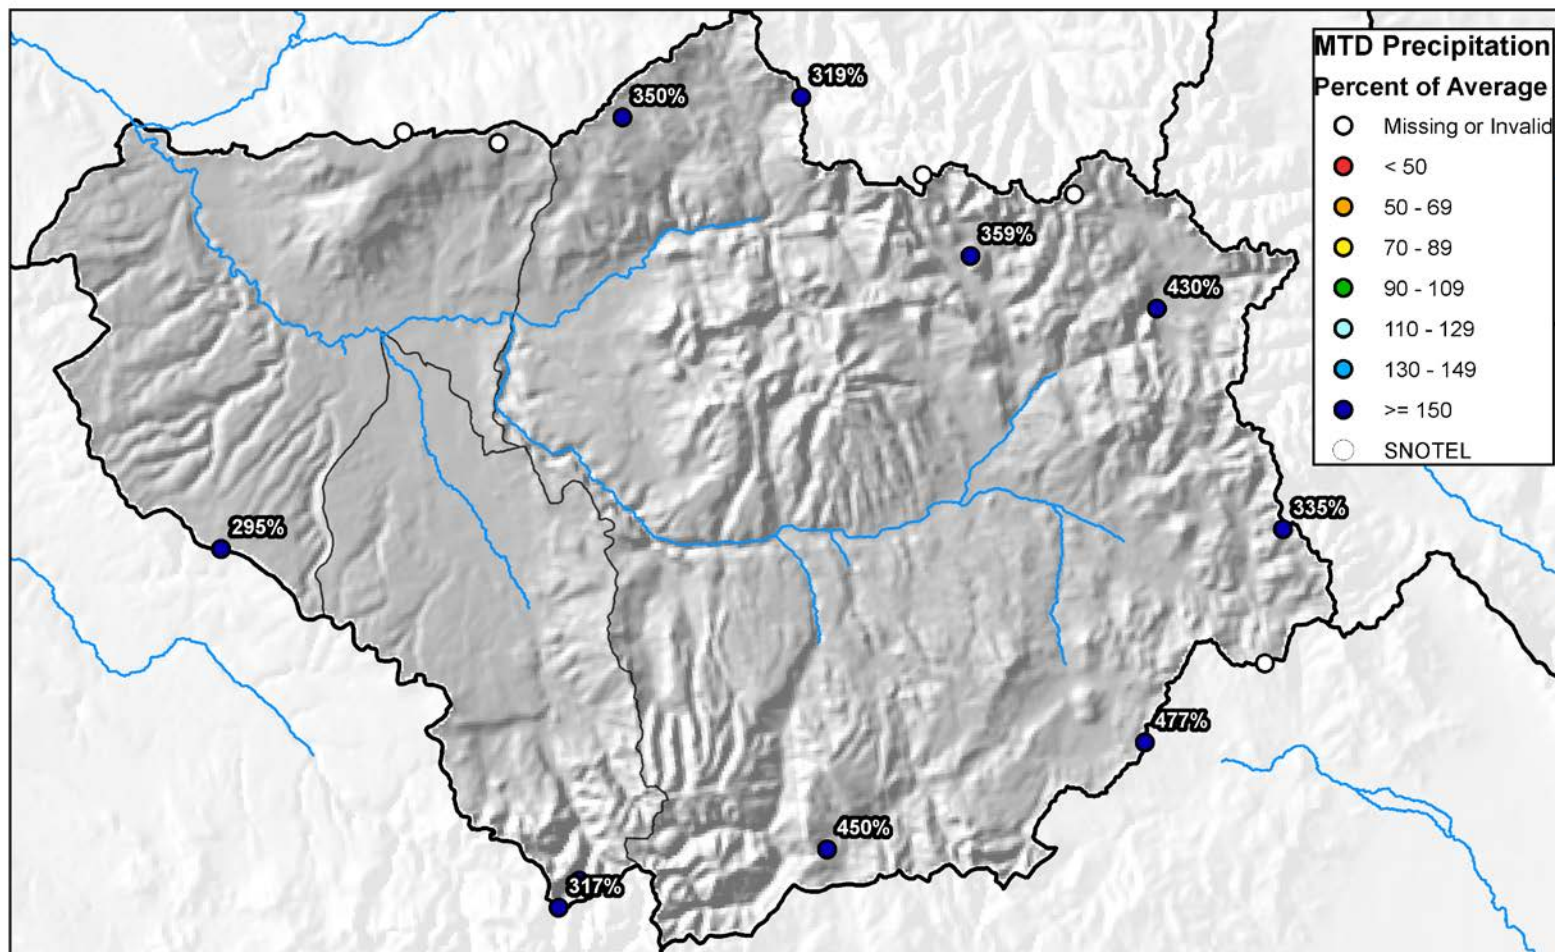 MTD Precipitation
Percent of Average
Missing or Invalid
< 50
50 - 69
70 - 89
90 - 109
110 - 129
130 - 149
>= 150
SNOTEL
319%
350%
359%
430%
335%
295%
477%
450%
317%